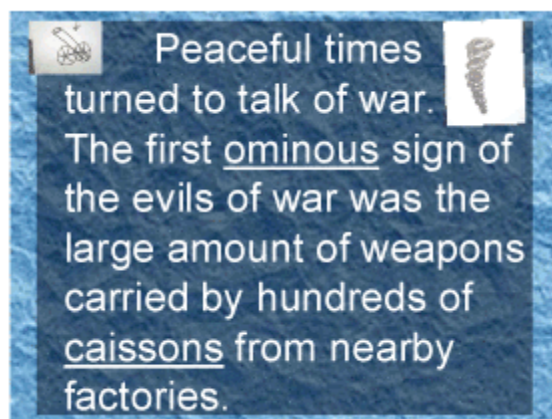 Peaceful times
turned to talk of war.
The first ominous sign of
the evils of war was the
large amount of weapons
carried by hundreds of
caissons from nearby
factories.